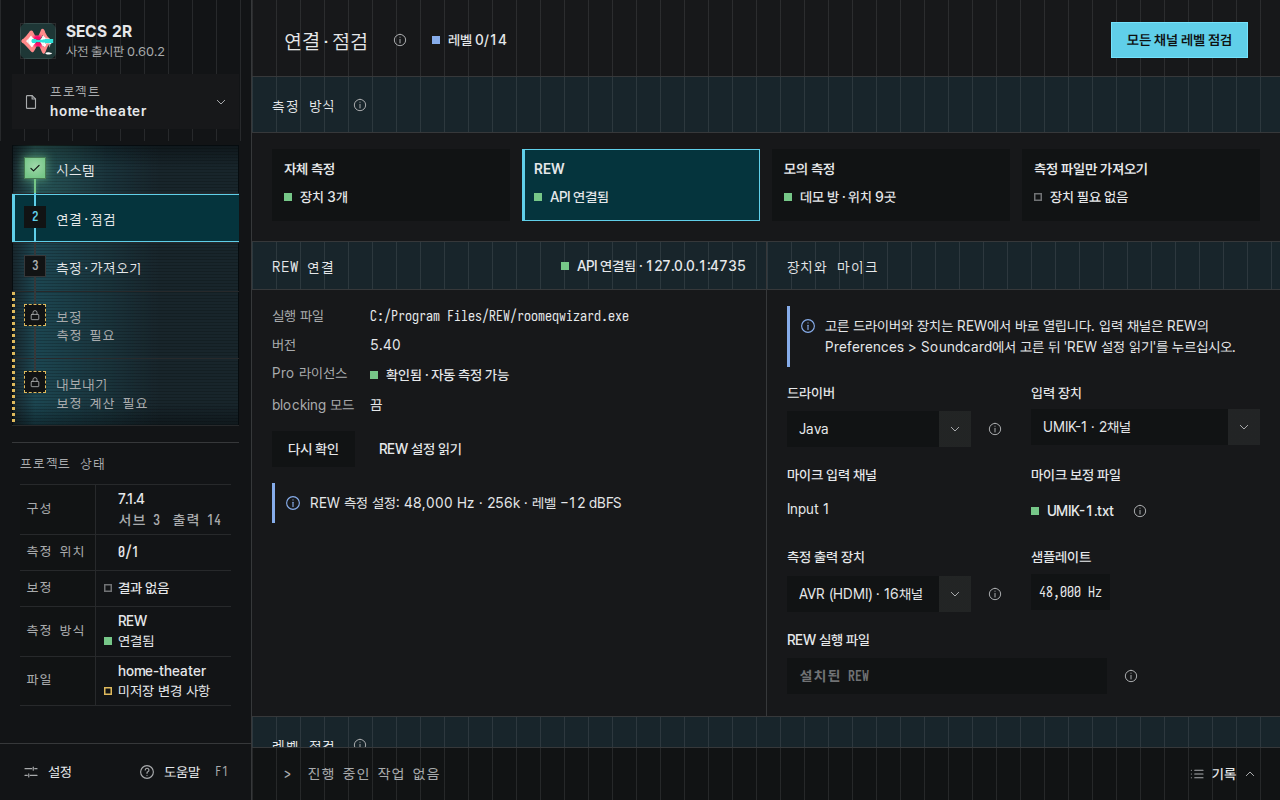 SECS 2R
사전 출시판 0.60.2
프로젝트
home-theater
시스템
2 연결·점검
3 측정·가져오기
보정
측정 필요
내보내기
보정 계산 필요
프로젝트 상태
구성 7.1.4
서브 3 출력 14
측정 위치 0/1
보정 결과 없음
측정 방식 REW
연결됨
파일 home-theater
미저장 변경 사항
설정 도움말 F1
연결·점검 레벨 0/14 모든 채널 레벨 점검
측정 방식
자체 측정
장치 3개
REW
API 연결됨
모의 측정
데모 방 · 위치 9곳
측정 파일만 가져오기
장치 필요 없음
REW 연결 API 연결됨 · 127.0.0.1:4735
실행 파일 C:/Program Files/REW/roomeqwizard.exe
버전 5.40
Pro 라이선스 확인됨 · 자동 측정 가능
blocking 모드 끔
다시 확인 REW 설정 읽기
REW 측정 설정: 48,000 Hz · 256k · 레벨 −12 dBFS
장치와 마이크
고른 드라이버와 장치는 REW에서 바로 열립니다. 입력 채널은 REW의
Preferences > Soundcard에서 고른 뒤 'REW 설정 읽기'를 누르십시오.
드라이버 입력 장치
Java UMIK-1 · 2채널
마이크 입력 채널 마이크 보정 파일
Input 1 UMIK-1.txt
측정 출력 장치 샘플레이트
AVR (HDMI) · 16채널 48,000 Hz
REW 실행 파일
설치된 REW
레벨 점검
> 진행 중인 작업 없음 기록